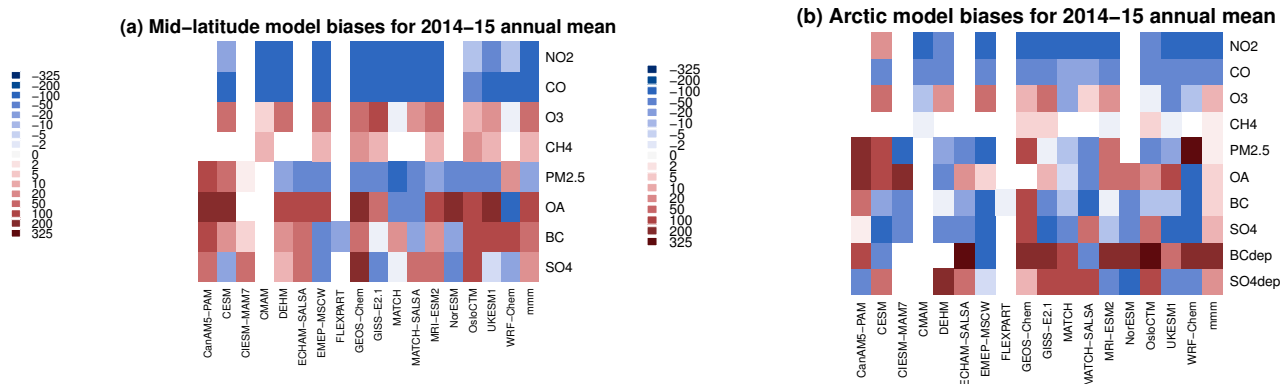 (a) Mid−latitude model biases for 2014−15 annual mean
−325
−200
−100
−50
−20
−10
−5
−2
0
2
5
10
20
50
100
200
325
NO2
CO
O3
CH4
PM2.5
OA
BC
SO4
CanAM5−PAM
CESM
CIESM−MAM7
CMAM
DEHM
ECHAM−SALSA
EMEP−MSCW
FLEXPART
GEOS−Chem
GISS−E2.1
MATCH
MATCH−SALSA
MRI−ESM2
NorESM
OsloCTM
UKESM1
WRF−Chem
mmm
(b) Arctic model biases for 2014−15 annual mean
−325
−200
−100
−50
−20
−10
−5
−2
0
2
5
10
20
50
100
200
325
NO2
CO
O3
CH4
PM2.5
OA
BC
SO4
BCdep
SO4dep
CanAM5−PAM
CESM
CIESM−MAM7
CMAM
DEHM
ECHAM−SALSA
EMEP−MSCW
FLEXPART
GEOS−Chem
GISS−E2.1
MATCH
MATCH−SALSA
MRI−ESM2
NorESM
OsloCTM
UKESM1
WRF−Chem
mmm